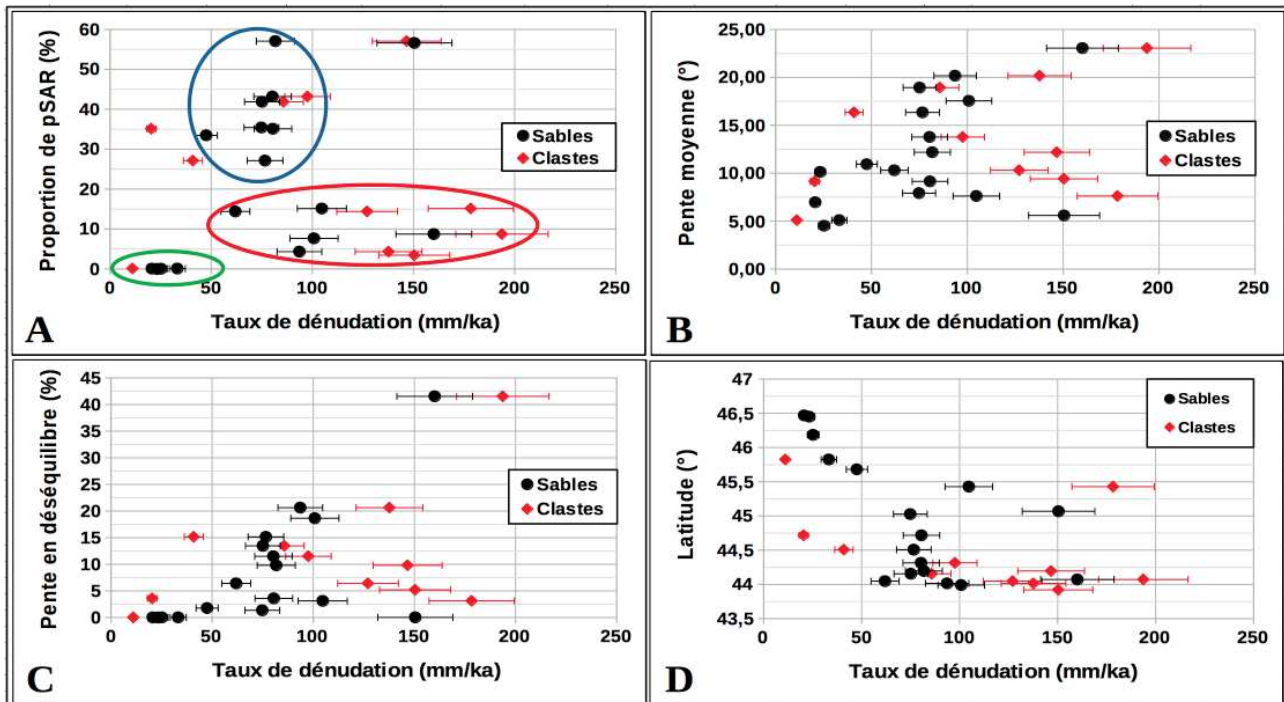 60
50
40
30
20
10
0
0
50
100
150
200
250
Proportion de pSAR (%)
Taux de dénudation (mm/ka)
Sables
Clastes
A
25,00
20,00
15,00
10,00
5,00
0,00
0
50
100
150
200
250
Pente moyenne (°)
Taux de dénudation (mm/ka)
Sables
Clastes
B
45
40
35
30
25
20
15
10
5
0
0
50
100
150
200
250
Pente en déséquilibre (%)
Taux de dénudation (mm/ka)
Sables
Clastes
C
47
46,5
46
45,5
45
44,5
44
43,5
0
50
100
150
200
250
Latitude (°)
Taux de dénudation (mm/ka)
Sables
Clastes
D